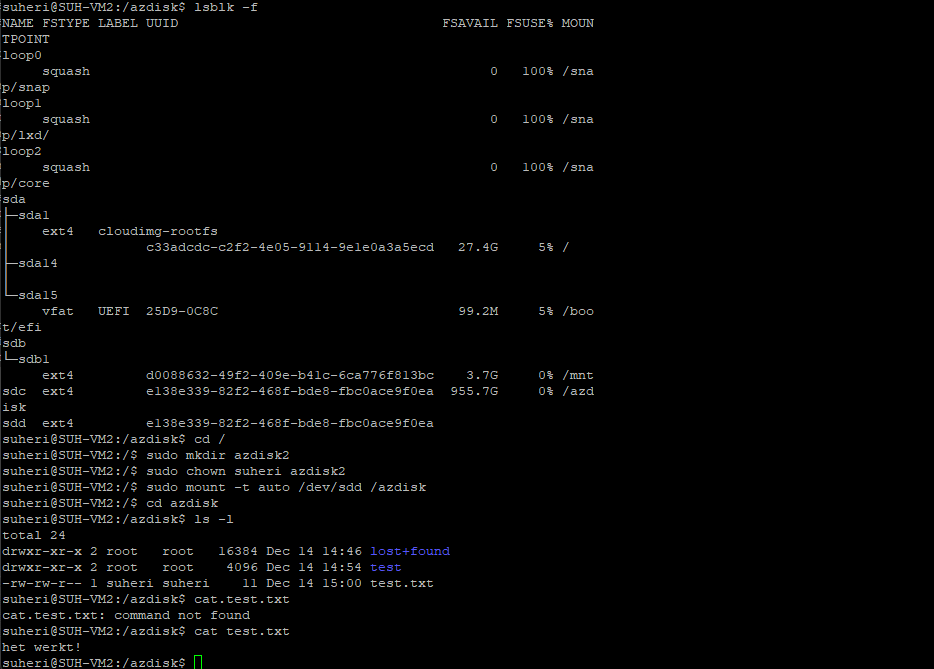 suheri@SUH-VM2:/azdisk$ lsblk -f
NAME FSTYPE LABEL UUID                                 FSAVAIL FSUSE% MOUN
TPOINT
loop0
     squash                                                  0   100% /sna
p/snap
loop1
     squash                                                  0   100% /sna
p/lxd/
loop2
     squash                                                  0   100% /sna
p/core
sda
├─sda1
│    ext4   cloudimg-rootfs
│                 c33adcdc-c2f2-4e05-9114-9e1e0a3a5ecd   27.4G     5% /
├─sda14
│
└─sda15
     vfat   UEFI  25D9-0C8C                              99.2M     5% /boo
t/efi
sdb
└─sdb1
     ext4         d0088632-49f2-409e-b41c-6ca776f813bc    3.7G     0% /mnt
sdc  ext4         e138e339-82f2-468f-bde8-fbc0ace9f0ea  955.7G     0% /azd
isk
sdd  ext4         e138e339-82f2-468f-bde8-fbc0ace9f0ea
suheri@SUH-VM2:/azdisk$ cd /
suheri@SUH-VM2:/$ sudo mkdir azdisk2
suheri@SUH-VM2:/$ sudo chown suheri azdisk2
suheri@SUH-VM2:/$ sudo mount -t auto /dev/sdd /azdisk
suheri@SUH-VM2:/$ cd azdisk
suheri@SUH-VM2:/azdisk$ ls -l
total 24
drwxr-xr-x 2 root   root   16384 Dec 14 14:46 lost+found
drwxr-xr-x 2 root   root    4096 Dec 14 14:54 test
-rw-rw-r-- 1 suheri suheri    11 Dec 14 15:00 test.txt
suheri@SUH-VM2:/azdisk$ cat.test.txt
cat.test.txt: command not found
suheri@SUH-VM2:/azdisk$ cat test.txt
het werkt!
suheri@SUH-VM2:/azdisk$